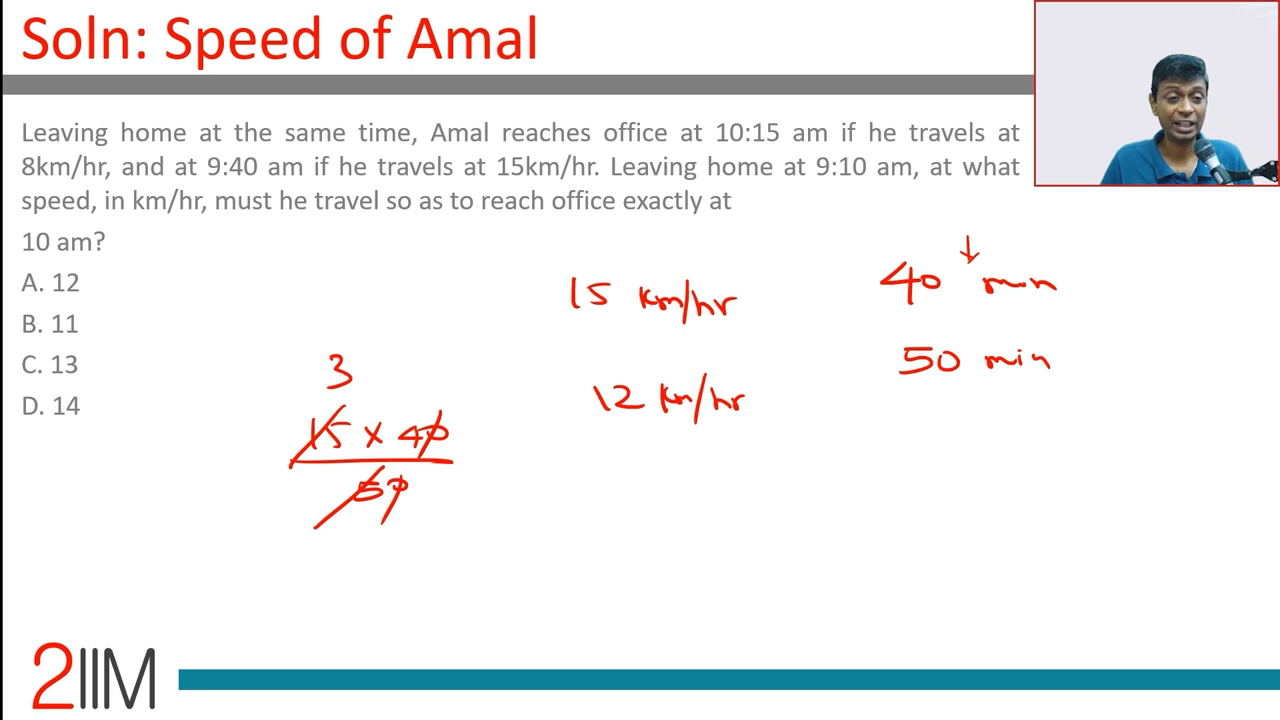 Soln: Speed of Amal
Leaving home at the same time, Amal reaches office at 10:15 am if he travels at
8km/hr, and at 9:40 am if he travels at 15km/hr. Leaving home at 9:10 am, at what
speed, in km/hr, must he travel so as to reach office exactly at
10 am?
A. 12
B. 11
C. 13
D. 14
15 km/hr
40 ↓ min
50 min
12 km/hr
3
15 x 40
50
2IIM